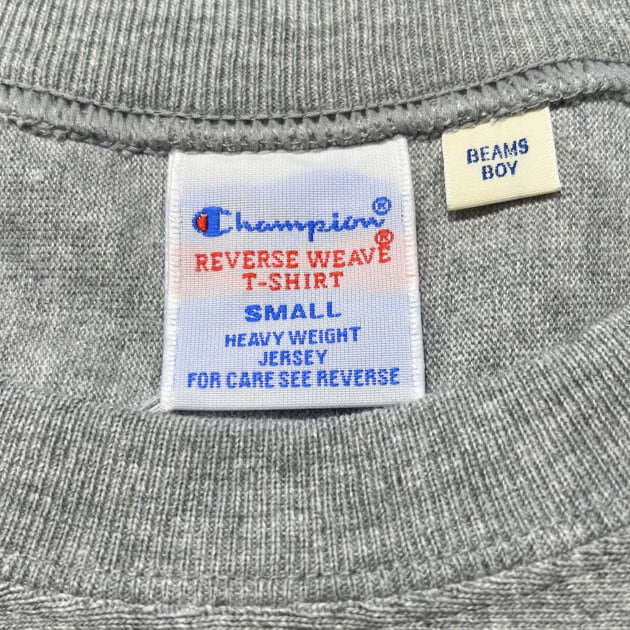 Champion®
REVERSE WEAVE®
T-SHIRT
SMALL
HEAVY WEIGHT
JERSEY
FOR CARE SEE REVERSE
BEAMS
BOY